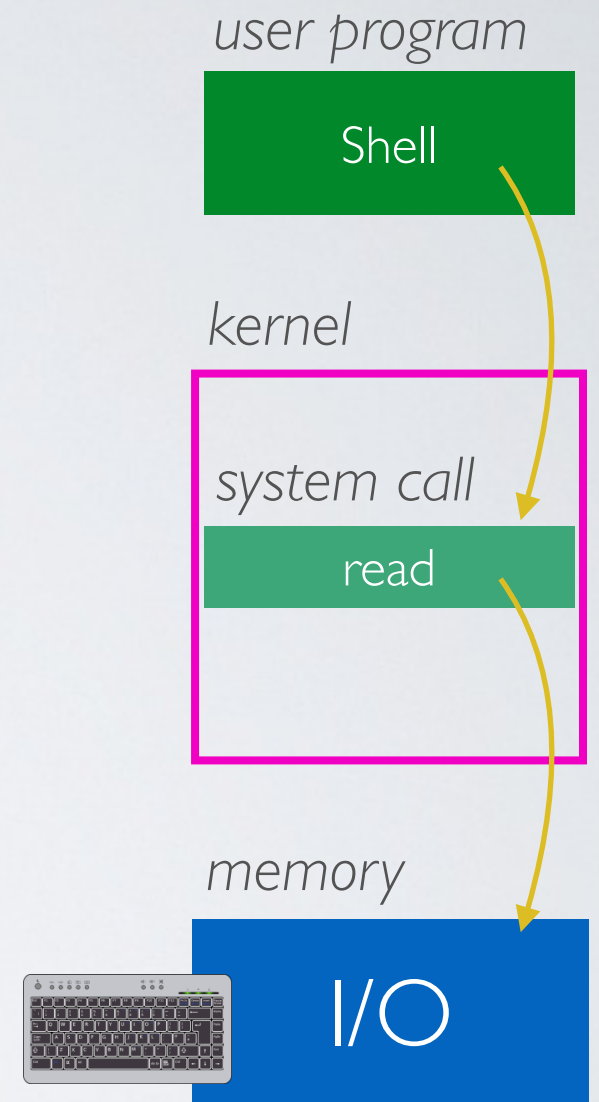 user program
Shell
kernel
system call
read
memory
I/O